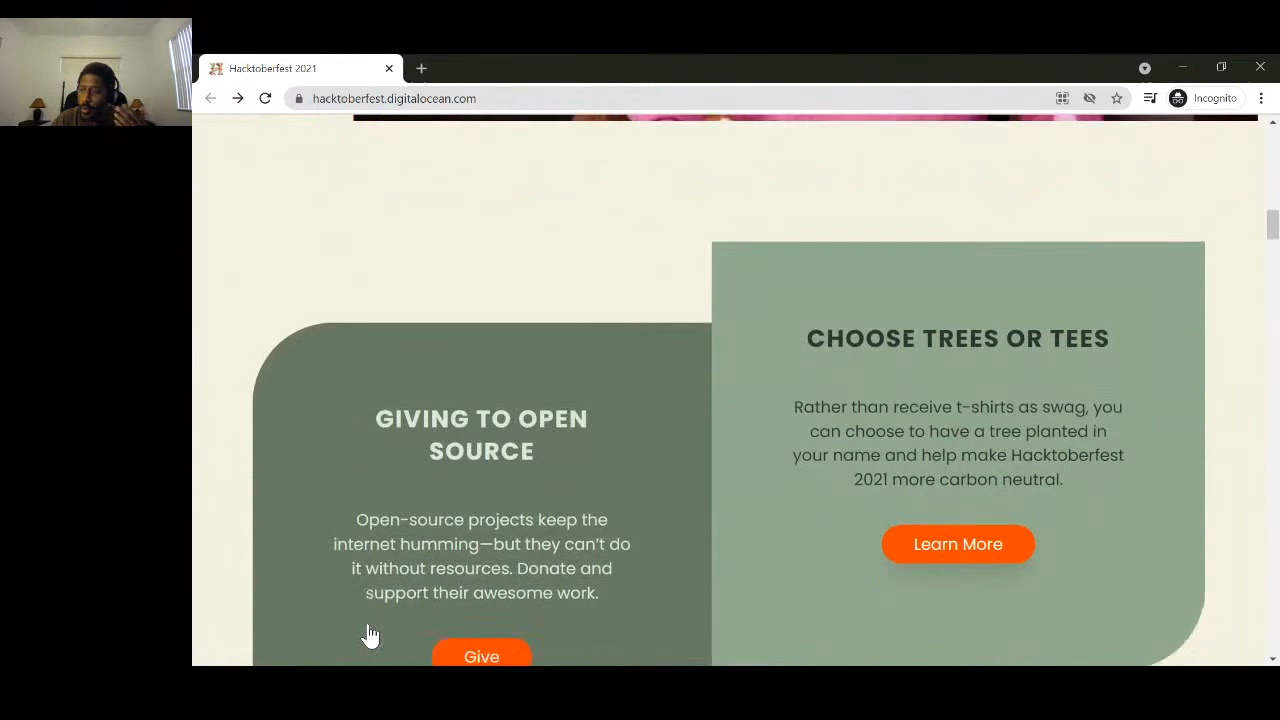 Hacktoberfest 2021
hacktoberfest.digitalocean.com
Incognito
CHOOSE TREES OR TEES
Rather than receive t-shirts as swag, you
can choose to have a tree planted in
your name and help make Hacktoberfest
2021 more carbon neutral.
Learn More
GIVING TO OPEN
SOURCE
Open-source projects keep the
internet humming—but they can't do
it without resources. Donate and
support their awesome work.
Give